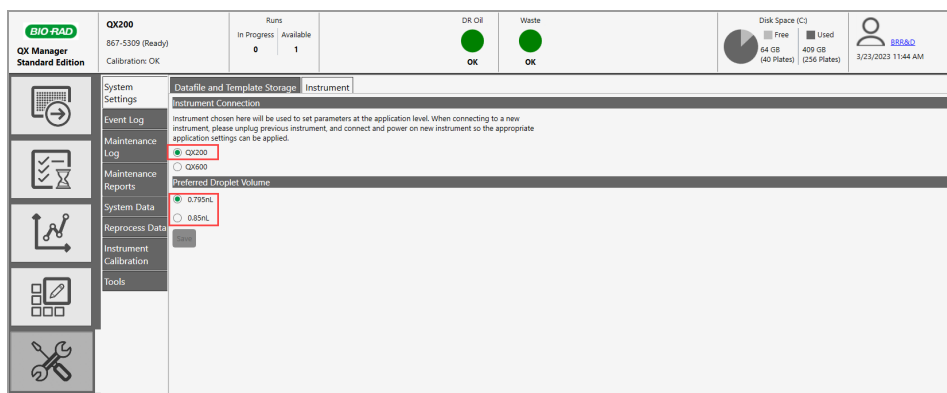 BIO-RAD
QX Manager
Standard Edition
QX200
867-5309 (Ready)
Calibration: OK
Runs
In Progress Available
0 1
DR Oil
OK
Waste
OK
Disk Space (C:)
Free Used
64 GB 409 GB
(40 Plates) (256 Plates)
BRR&D
3/23/2023 11:44 AM
System
Settings
Event Log
Maintenance
Log
Maintenance
Reports
System Data
Reprocess Data
Instrument
Calibration
Tools
Datafile and Template Storage Instrument
Instrument Connection
Instrument chosen here will be used to set parameters at the application level. When connecting to a new
instrument, please unplug previous instrument, and connect and power on new instrument so the appropriate
application settings can be applied.
QX200
QX600
Preferred Droplet Volume
0.795nL
0.85nL
Save